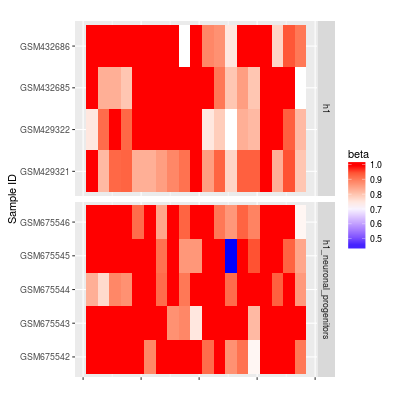 GSM432686
GSM432685
GSM429322
GSM429321
h1
GSM675546
GSM675545
GSM675544
GSM675543
GSM675542
h1_neuronal_progenitors
Sample ID
beta
1.0
0.9
0.8
0.7
0.6
0.5